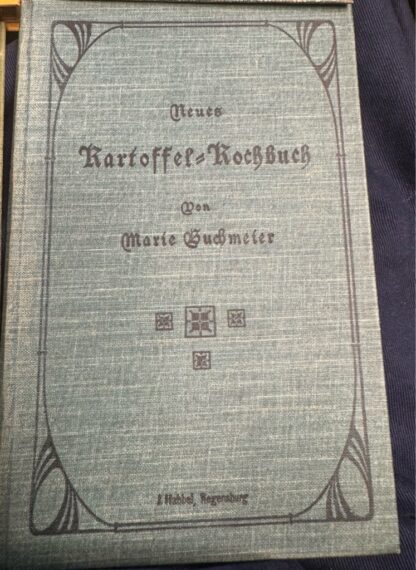 Neues
Kartoffel=Kochbuch
von
Marie Buchmeier
J. Habbel, Regensburg